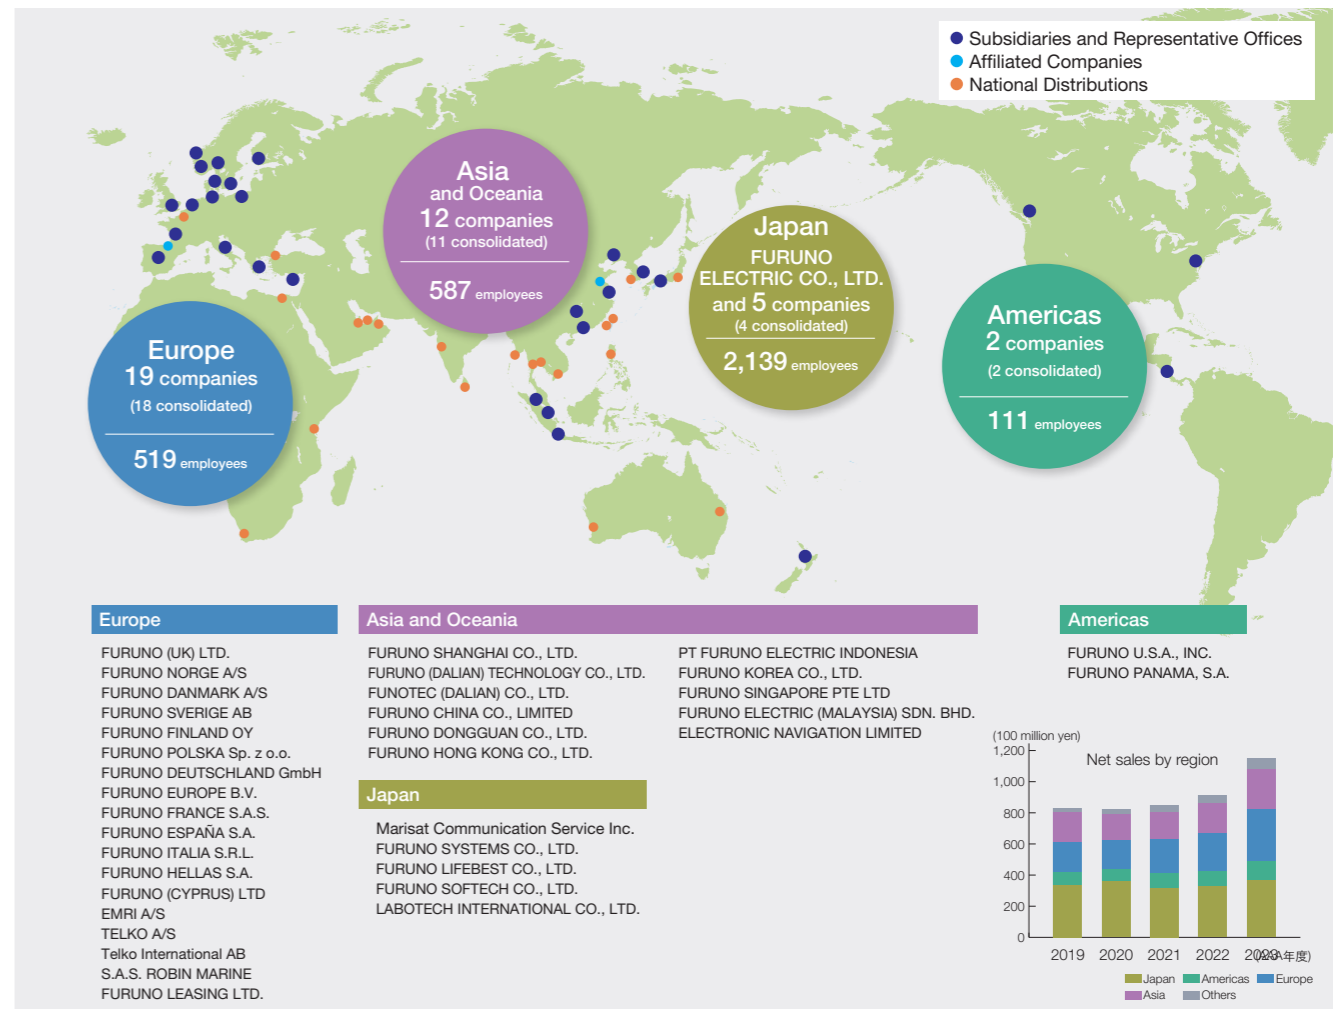 Subsidiaries and Representative Offices
Affiliated Companies
National Distributions
Asia
and Oceania
12 companies
(11 consolidated)
587 employees
Japan
FURUNO
ELECTRIC CO., LTD.
and 5 companies
(4 consolidated)
2,139 employees
Europe
19 companies
(18 consolidated)
519 employees
Americas
2 companies
(2 consolidated)
111 employees
Europe
FURUNO (UK) LTD.
FURUNO NORGE A/S
FURUNO DANMARK A/S
FURUNO SVERIGE AB
FURUNO FINLAND OY
FURUNO POLSKA Sp. z o.o.
FURUNO DEUTSCHLAND GmbH
FURUNO EUROPE B.V.
FURUNO FRANCE S.A.S.
FURUNO ESPAÑA S.A.
FURUNO ITALIA S.R.L.
FURUNO HELLAS S.A.
FURUNO (CYPRUS) LTD
EMRI A/S
TELKO A/S
Telko International AB
S.A.S. ROBIN MARINE
FURUNO LEASING LTD.
Asia and Oceania
FURUNO SHANGHAI CO., LTD.
FURUNO (DALIAN) TECHNOLOGY CO., LTD.
FUNOTEC (DALIAN) CO., LTD.
FURUNO CHINA CO., LIMITED
FURUNO DONGGUAN CO., LTD.
FURUNO HONG KONG CO., LTD.
PT FURUNO ELECTRIC INDONESIA
FURUNO KOREA CO., LTD.
FURUNO SINGAPORE PTE LTD
FURUNO ELECTRIC (MALAYSIA) SDN. BHD.
ELECTRONIC NAVIGATION LIMITED
Japan
Marisat Communication Service Inc.
FURUNO SYSTEMS CO., LTD.
FURUNO LIFEBEST CO., LTD.
FURUNO SOFTECH CO., LTD.
LABOTECH INTERNATIONAL CO., LTD.
Americas
FURUNO U.S.A., INC.
FURUNO PANAMA, S.A.
(100 million yen)
Net sales by region
1,200
1,000
800
600
400
200
0
2019 2020 2021 2022 2023 年度)
Japan Americas Europe
Asia Others